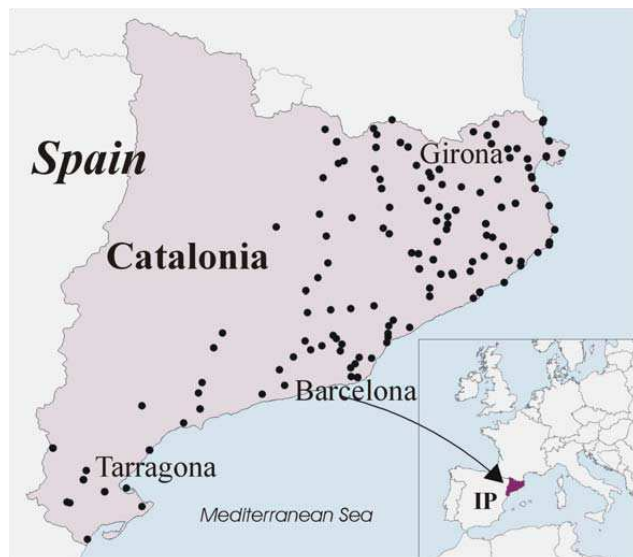 Girona
Spain
Catalonia
Barcelona
Tarragona
IP
Mediterranean Sea